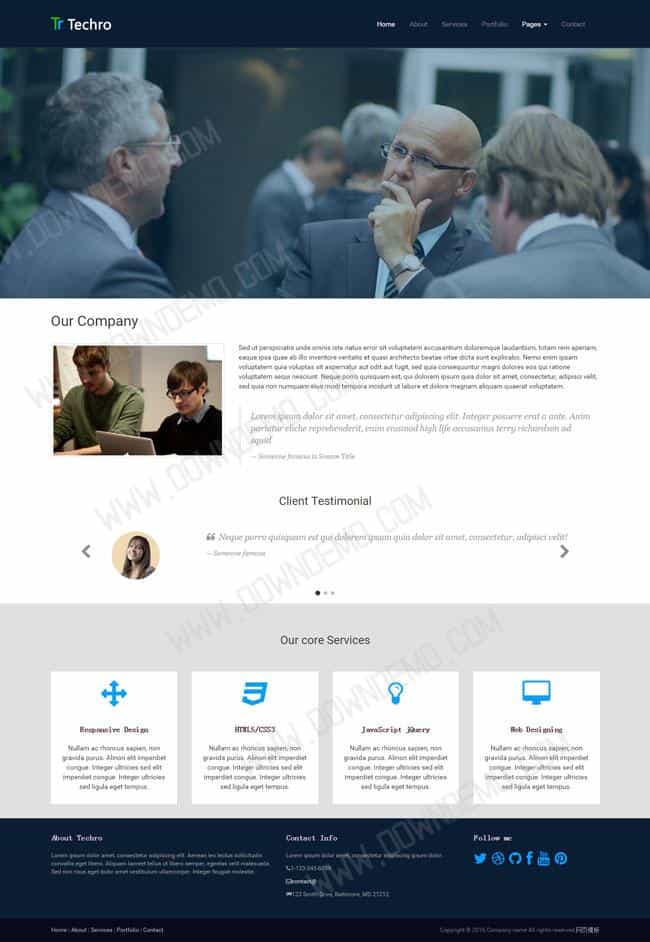 Techro
Home About Services Portfolio Pages Contact
Our Company
Sed ut perspiciatis unde omnis iste natus error sit voluptatem accusantium doloremque laudantium, totam rem aperiam,
eaque ipsa quae ab illo inventore veritatis et quasi architecto beatae vitae dicta sunt explicabo. Nemo enim ipsam
voluptatem quia voluptas sit aspernatur aut odit aut fugit, sed quia consequuntur magni dolores eos qui ratione
voluptatem sequi nesciunt. Neque porro quisquam est, qui dolorem ipsum quia dolor sit amet, consectetur, adipisci velit,
sed quia non numquam eius modi tempora incidunt ut labore et dolore magnam aliquam quaerat voluptatem.
Lorem ipsum dolor sit amet, consectetur adipiscing elit. Integer posuere erat a ante. Anim
pariatur cliche reprehenderit, enim eiusmod high life accusamus terry richardson ad
squid
— Someone famous in Source Title
Client Testimonial
Neque porro quisquam est qui dolorem ipsum quia dolor sit amet, consectetur, adipisci velit!
— Someone famous
Our core Services
Responsive Design
Nullam ac rhoncus sapien, non
gravida purus. Alinon elit imperdiet
congue. Integer ultricies sed elit
imperdiet congue. Integer ultricies
sed ligula eget tempus.
HTML5/CSS3
Nullam ac rhoncus sapien, non
gravida purus. Alinon elit imperdiet
congue. Integer ultricies sed elit
imperdiet congue. Integer ultricies
sed ligula eget tempus.
JavaScript jQuery
Nullam ac rhoncus sapien, non
gravida purus. Alinon elit imperdiet
congue. Integer ultricies sed elit
imperdiet congue. Integer ultricies
sed ligula eget tempus.
Web Designing
Nullam ac rhoncus sapien, non
gravida purus. Alinon elit imperdiet
congue. Integer ultricies sed elit
imperdiet congue. Integer ultricies
sed ligula eget tempus.
About Techro
Lorem ipsum dolor amet, consectetur adipiscing elit. Aenean leo lectus sollicitudin
convallis eget libero. Aliquam laoreet tellus ut libero semper, egestas velit malesuada.
Sed non risus eget dolor amet vestibulum ullamcorper. Integer feugiat molestie.
Contact Info
Lorem ipsum dolor amet, consectetur adipiscing ipsum dolor.
contact@
123 Smith Drive, Baltimore, MD 21212
Follow me
Home | About | Services | Portfolio | Contact
Copyright © 2016.Company name All rights reserved.网页模板
WWW.DOWNDEMO.COM
WWW.DOWNDEMO.COM
WWW.DOWNDEMO.COM
WWW.DOWNDEMO.COM
WWW.DOWNDEMO.COM